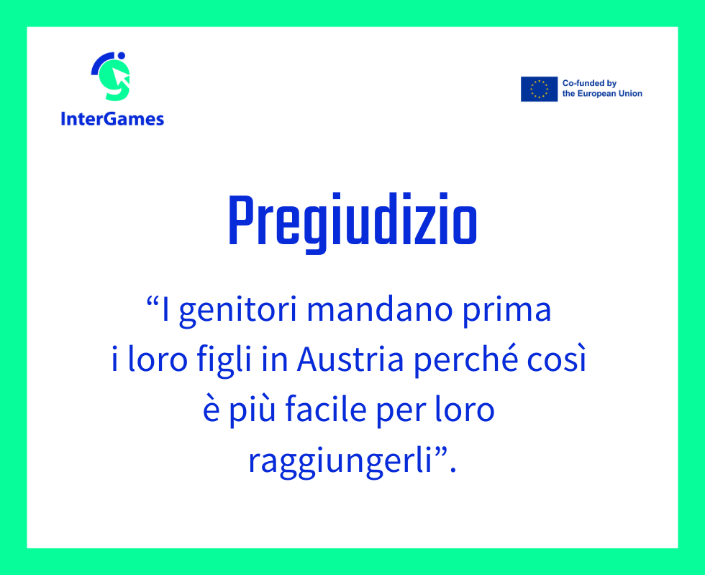 InterGames
Co-funded by
the European Union
Pregiudizio
“I genitori mandano prima
i loro figli in Austria perché così
è più facile per loro
raggiungerli”.